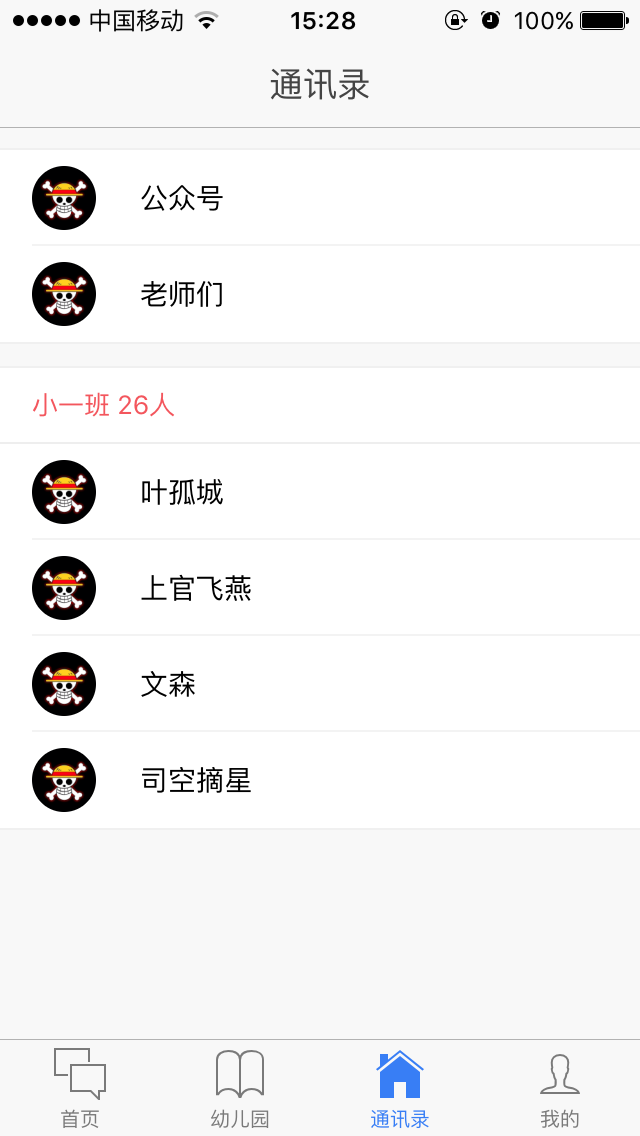 中国移动 15:28 100%
通讯录
公众号
老师们
小一班 26人
叶孤城
上官飞燕
文森
司空摘星
首页 幼儿园 通讯录 我的